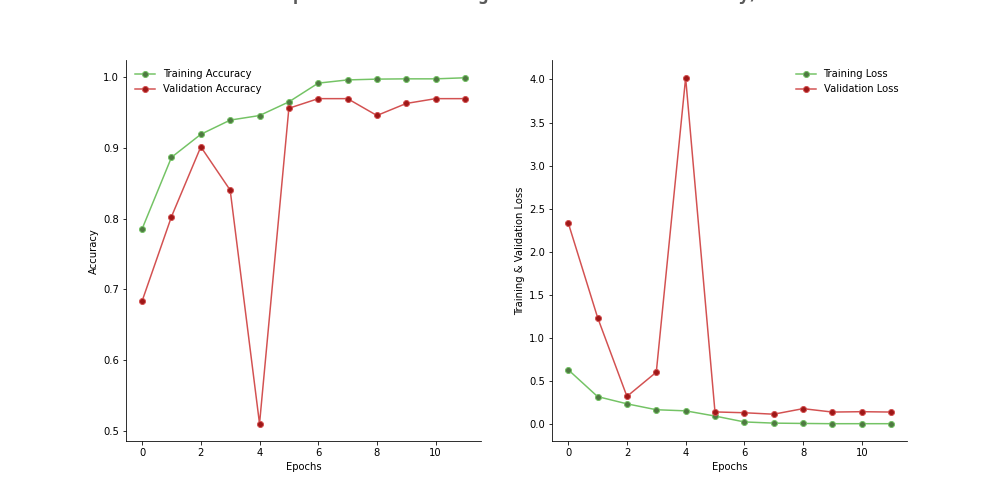 Training Accuracy
Validation Accuracy
1.0
0.9
0.8
0.7
0.6
0.5
Accuracy
0 2 4 6 8 10
Epochs
Training Loss
Validation Loss
4.0
3.5
3.0
2.5
2.0
1.5
1.0
0.5
0.0
Training & Validation Loss
0 2 4 6 8 10
Epochs